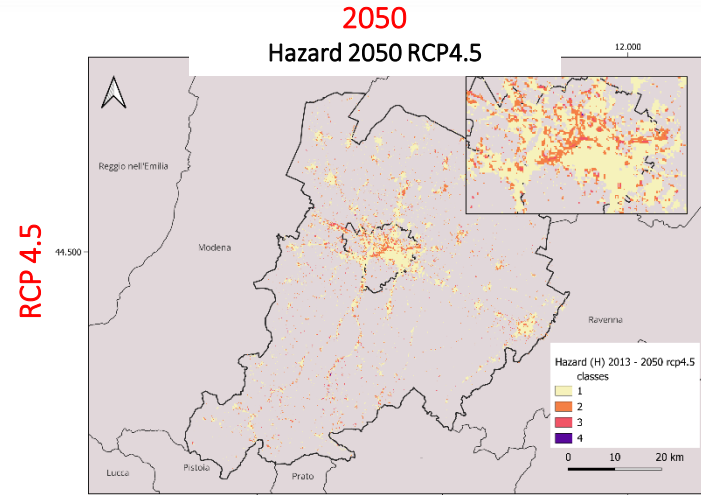 2050
Hazard 2050 RCP4.5
12.000
Reggio nell'Emilia
RCP 4.5
Modena
44.500
Ravenna
Hazard (H) 2013 - 2050 rcp4.5
classes
1
2
3
4
0 10 20 km
Lucca
Pistoia
Prato